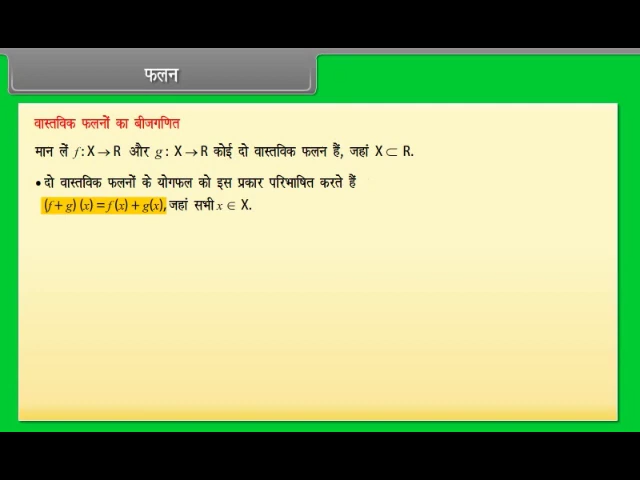 फलन
वास्तविक फलनों का बीजगणित
मान लें f : X → R और g : X → R कोई दो वास्तविक फलन हैं, जहां X ⊂ R.
• दो वास्तविक फलनों के योगफल को इस प्रकार परिभाषित करते हैं
(f + g) (x) = f (x) + g(x), जहां सभी x ∈ X.